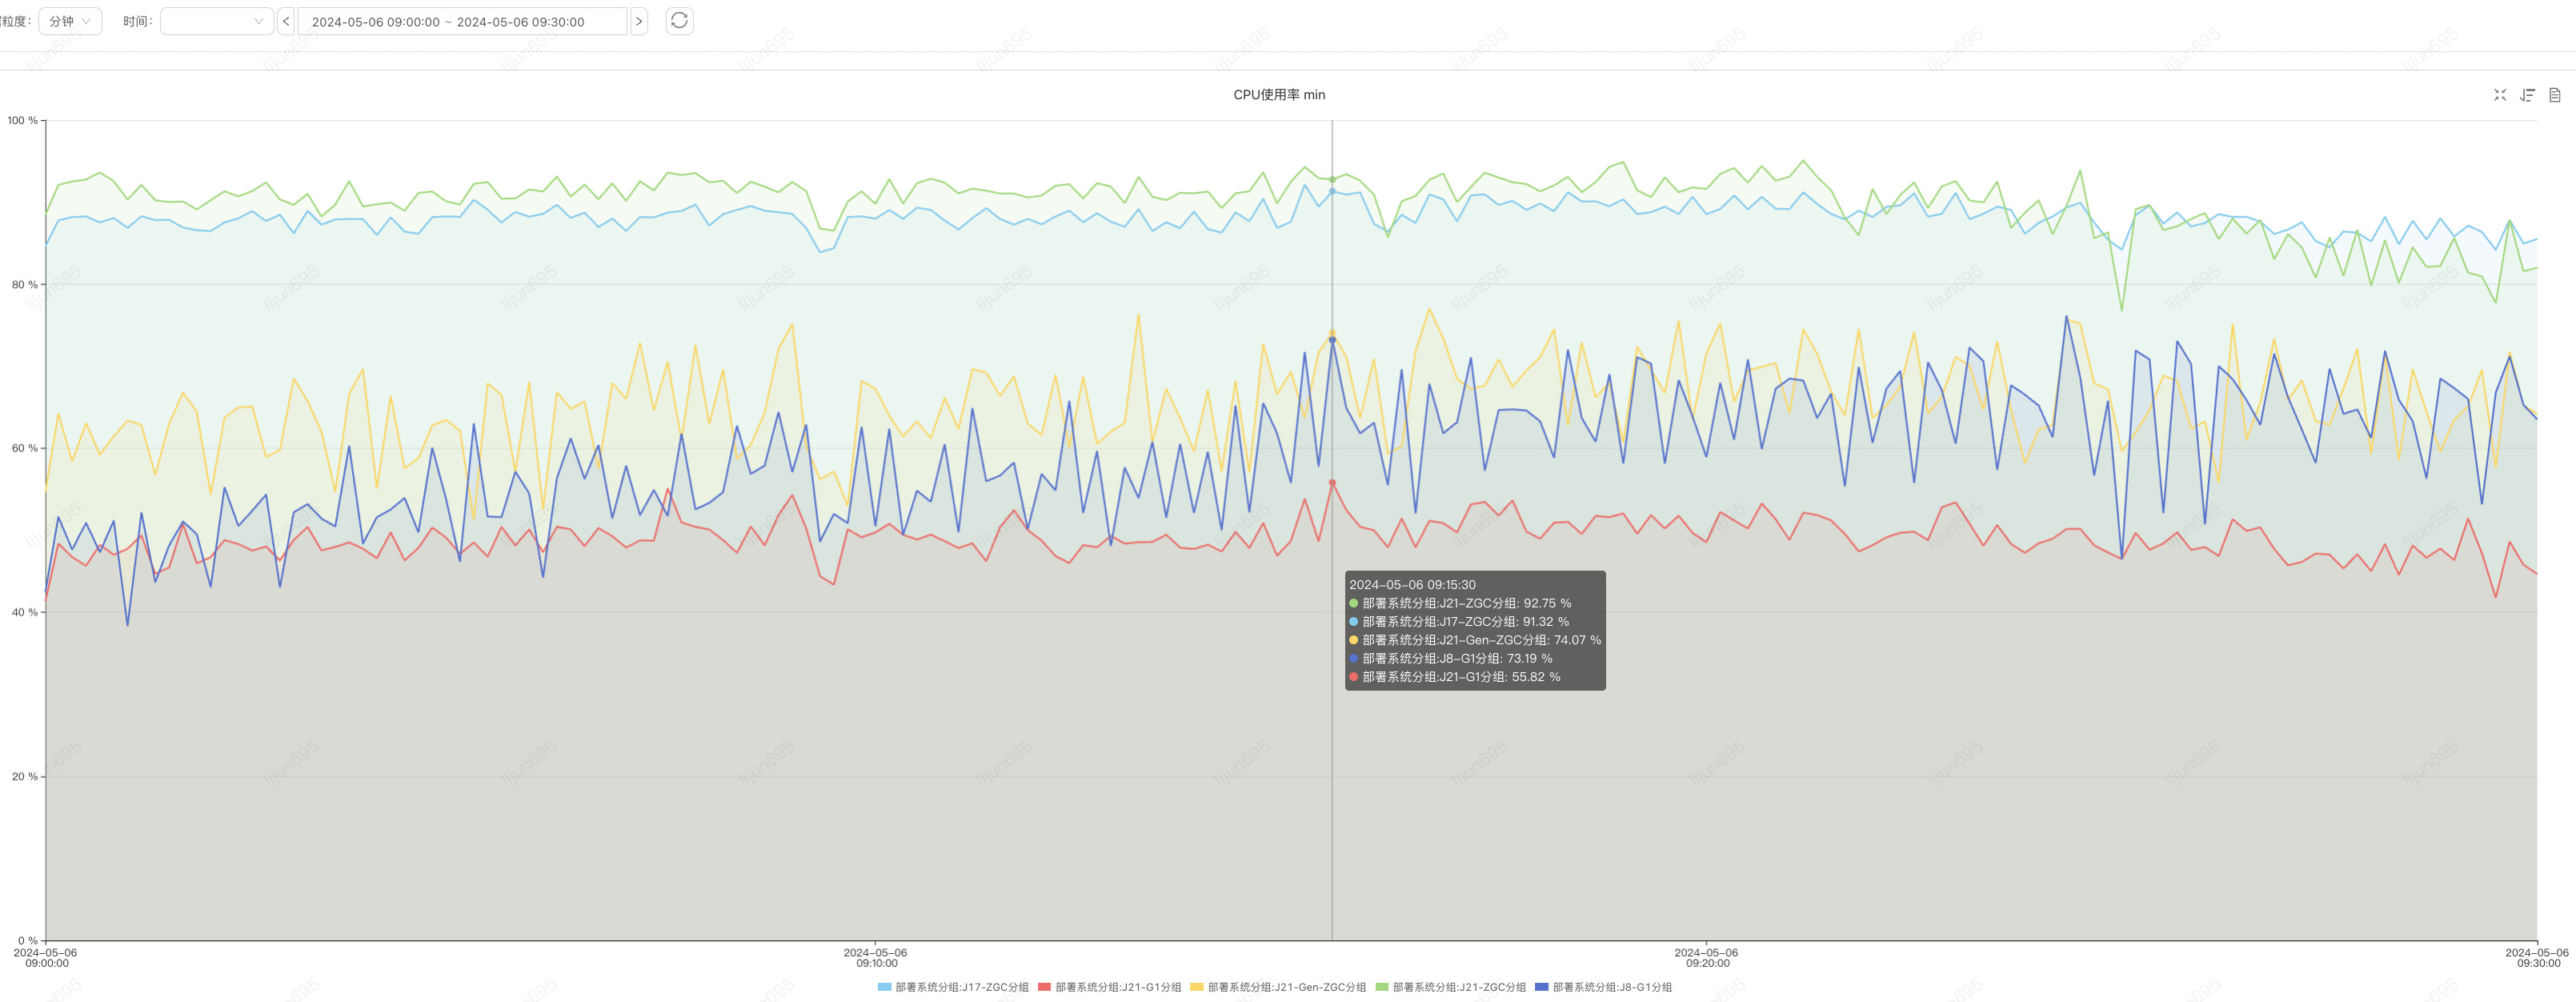 粒度: 分钟 时间: 2024-05-06 09:00:00 ~ 2024-05-06 09:30:00
CPU使用率 min
100 %
80 %
60 %
40 %
20 %
0 %
2024-05-06 09:15:30
部署系统分组:J21-ZGC分组: 92.75 %
部署系统分组:J17-ZGC分组: 91.32 %
部署系统分组:J21-Gen-ZGC分组: 74.07 %
部署系统分组:J8-G1分组: 73.19 %
部署系统分组:J21-G1分组: 55.82 %
2024-05-06 2024-05-06 2024-05-06 2024-05-06
09:00:00 09:10:00 09:20:00 09:30:00
部署系统分组:J17-ZGC分组 部署系统分组:J21-G1分组 部署系统分组:J21-Gen-ZGC分组 部署系统分组:J21-ZGC分组 部署系统分组:J8-G1分组